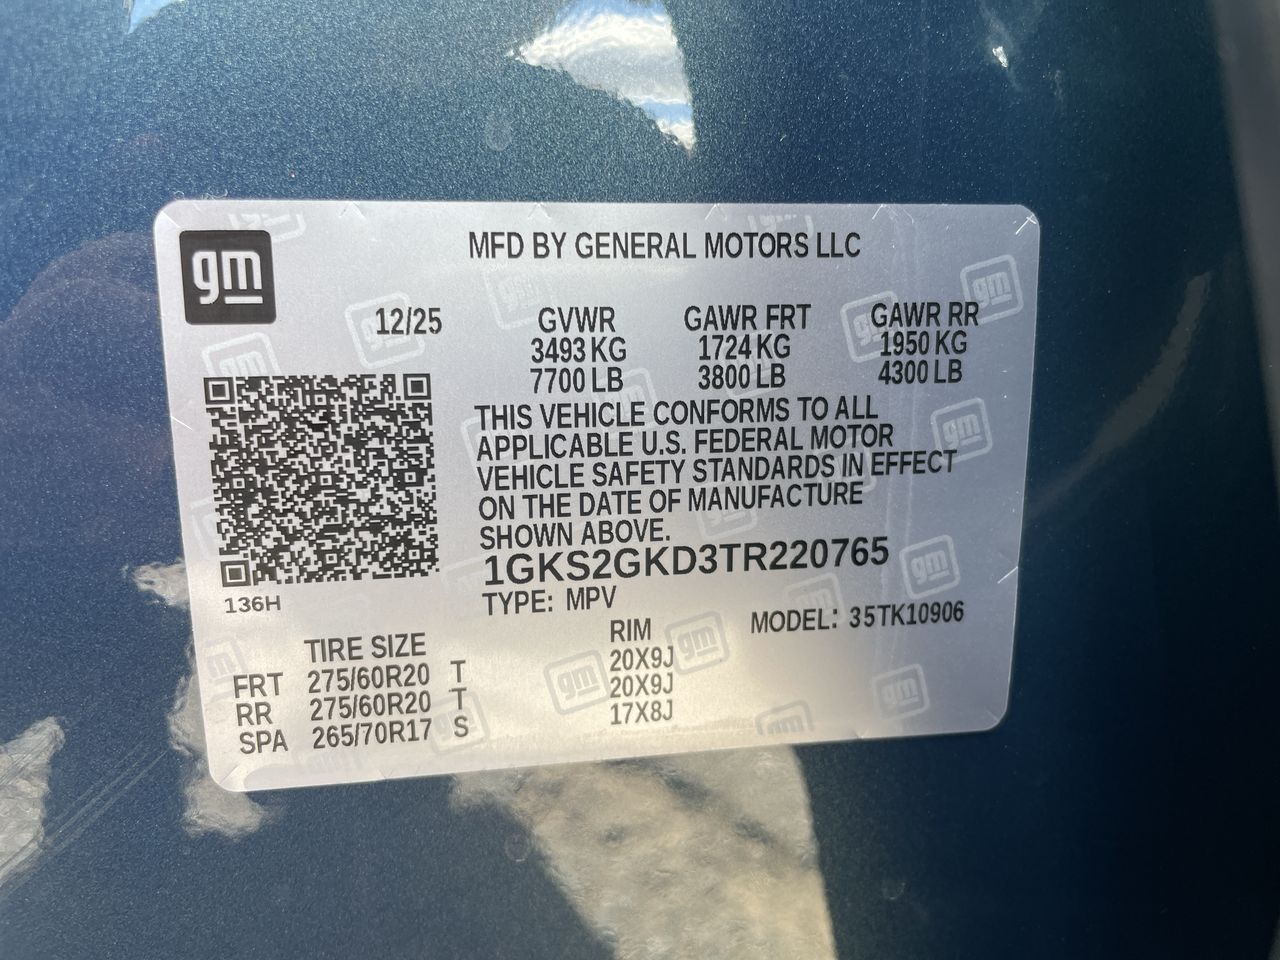 gm
MFD BY GENERAL MOTORS LLC
12/25
GVWR GAWR FRT GAWR RR
3493 KG 1724 KG 1950 KG
7700 LB 3800 LB 4300 LB
THIS VEHICLE CONFORMS TO ALL
APPLICABLE U.S. FEDERAL MOTOR
VEHICLE SAFETY STANDARDS IN EFFECT
ON THE DATE OF MANUFACTURE
SHOWN ABOVE.
1GKS2GKD3TR220765
TYPE: MPV MODEL: 35TK10906
136H
TIRE SIZE RIM
FRT 275/60R20 T 20X9J
RR 275/60R20 T 20X9J
SPA 265/70R17 S 17X8J